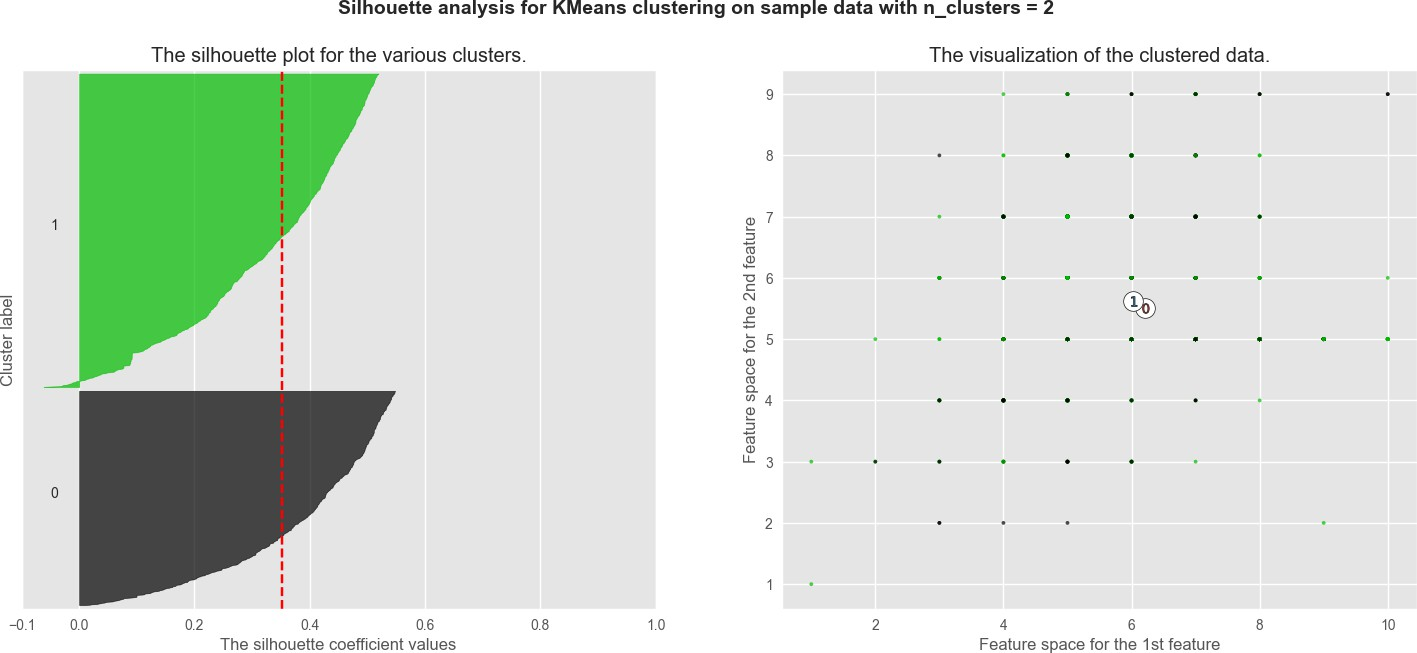 Silhouette analysis for KMeans clustering on sample data with n_clusters = 2
The silhouette plot for the various clusters.
Cluster label
1
0
−0.1 0.0 0.2 0.4 0.6 0.8 1.0
The silhouette coefficient values
The visualization of the clustered data.
Feature space for the 2nd feature
9
8
7
6
5
4
3
2
1
1 0
2 4 6 8 10
Feature space for the 1st feature